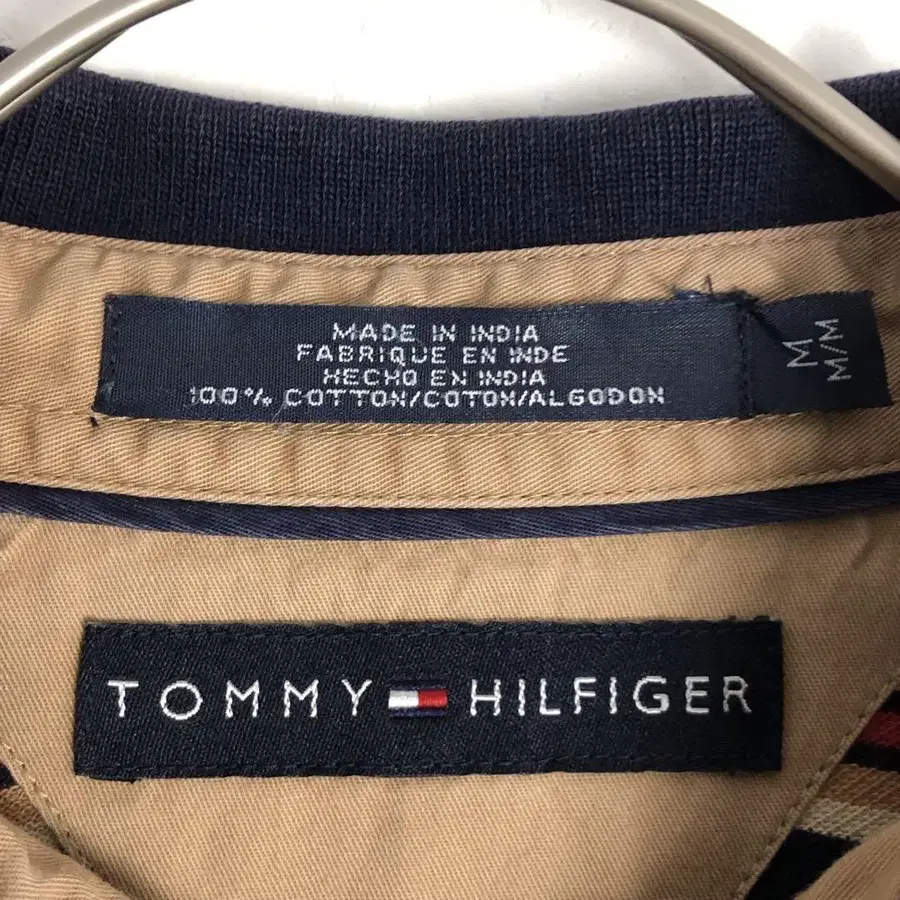 MADE IN INDIA
FABRIQUE EN INDE
HECHO EN INDIA
100% COTTON/COTON/ALGODON
M
M/M
TOMMY HILFIGER